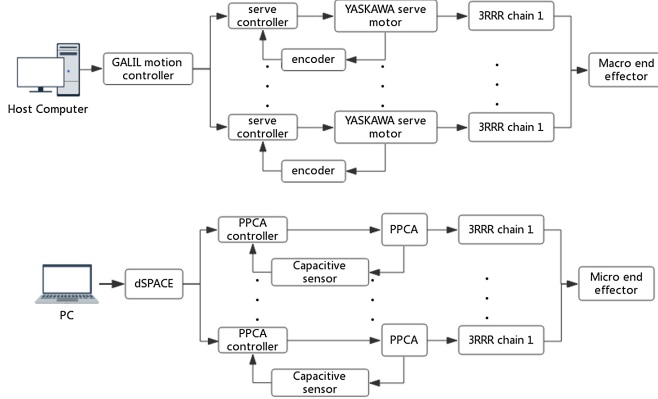 serve
controller
YASKAWA serve
motor
3RRR chain 1
encoder
GALIL motion
controller
Macro end
effector
Host Computer
serve
controller
YASKAWA serve
motor
3RRR chain 1
encoder
PPCA
controller
PPCA
3RRR chain 1
Capacitive
sensor
dSPACE
Micro end
effector
PC
PPCA
controller
PPCA
3RRR chain 1
Capacitive
sensor